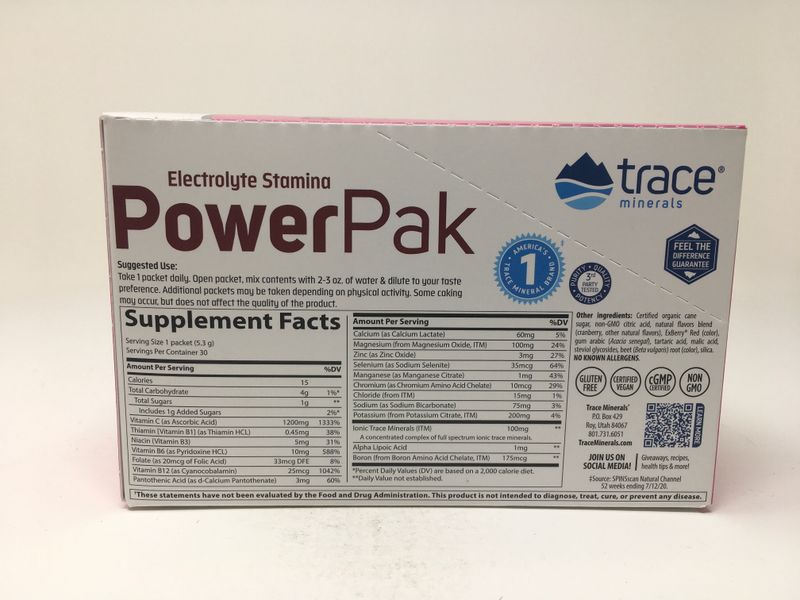 Electrolyte Stamina
PowerPak
trace®
minerals
AMERICA'S
1
TRACE MINERAL BRAND
PURITY • QUALITY
3RD
PARTY
TESTED
POTENCY
FEEL THE
DIFFERENCE
GUARANTEE
Suggested Use:
Take 1 packet daily. Open packet, mix contents with 2-3 oz. of water & dilute to your taste
preference. Additional packets may be taken depending on physical activity. Some caking
may occur, but does not affect the quality of the product.
Supplement Facts
Serving Size 1 packet (5.3 g)
Servings Per Container 30
Amount Per Serving %DV
Calories 15
Total Carbohydrate 4g 1%*
Total Sugars 1g **
Includes 1g Added Sugars 2%*
Vitamin C (as Ascorbic Acid) 1200mg 1333%
Thiamin [Vitamin B1] (as Thiamin HCL) 0.45mg 38%
Niacin (Vitamin B3) 5mg 31%
Vitamin B6 (as Pyridoxine HCL) 10mg 588%
Folate (as 20mcg of Folic Acid) 33mcg DFE 8%
Vitamin B12 (as Cyanocobalamin) 25mcg 1042%
Pantothenic Acid (as d-Calcium Pantothenate) 3mg 60%
Amount Per Serving %DV
Calcium (as Calcium Lactate) 60mg 5%
Magnesium (from Magnesium Oxide, ITM) 100mg 24%
Zinc (as Zinc Oxide) 3mg 27%
Selenium (as Sodium Selenite) 35mcg 64%
Manganese (as Manganese Citrate) 1mg 43%
Chromium (as Chromium Amino Acid Chelate) 10mcg 29%
Chloride (from ITM) 15mg 1%
Sodium (as Sodium Bicarbonate) 75mg 3%
Potassium (from Potassium Citrate, ITM) 200mg 4%
Ionic Trace Minerals (ITM) 100mg **
A concentrated complex of full spectrum ionic trace minerals.
Alpha Lipoic Acid 1mg **
Boron (from Boron Amino Acid Chelate, ITM) 175mcg **
*Percent Daily Values (DV) are based on a 2,000 calorie diet.
**Daily Value not established.
Other ingredients: Certified organic cane
sugar, non-GMO citric acid, natural flavors blend
(cranberry, other natural flavors), ExBerry® Red (color),
gum arabic (Acacia senegal), tartaric acid, malic acid,
steviol glycosides, beet (Beta vulgaris) root (color), silica.
NO KNOWN ALLERGENS.
GLUTEN
FREE
CERTIFIED
VEGAN
cGMP
CERTIFIED
NON
GMO
Trace Minerals®
P.O. Box 429
Roy, Utah 84067
801.731.6051
TraceMinerals.com
LEARN MORE
JOIN US ON
SOCIAL MEDIA!
Giveaways, recipes,
health tips & more!
‡Source: SPINSscan Natural Channel
52 weeks ending 7/12/20.
†These statements have not been evaluated by the Food and Drug Administration. This product is not intended to diagnose, treat, cure, or prevent any disease.